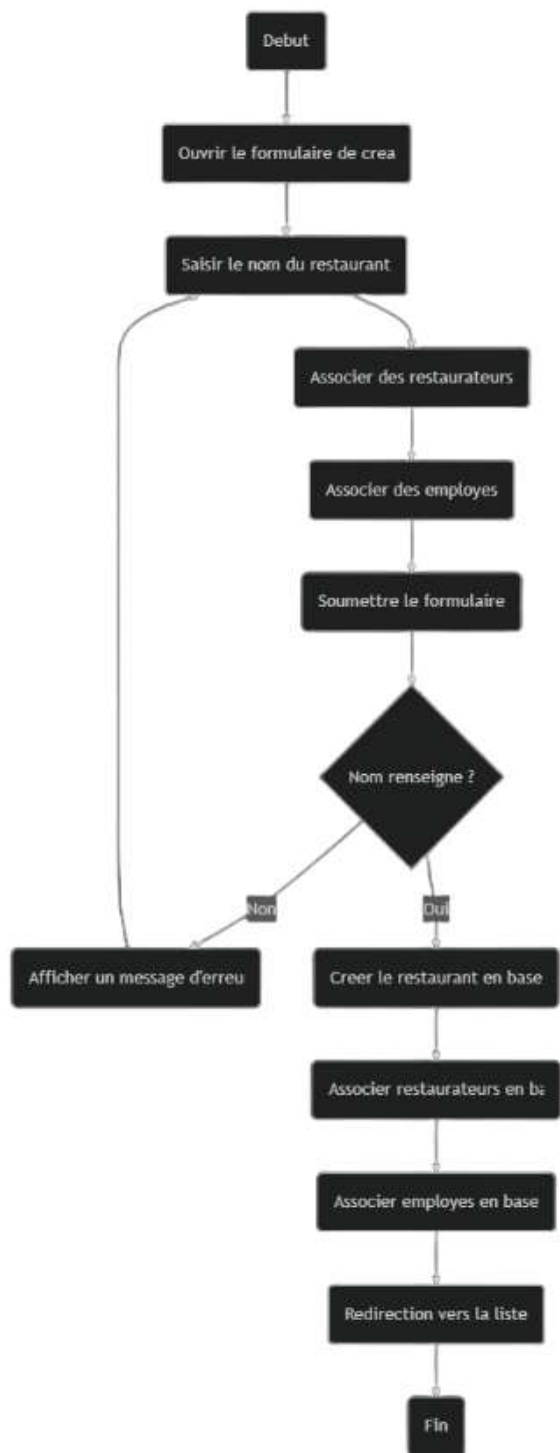 Debut
Ouvrir le formulaire de crea
Saisir le nom du restaurant
Associer des restaurateurs
Associer des employes
Soumettre le formulaire
Nom renseigne ?
Non
Oui
Afficher un message d'erreu
Creer le restaurant en base
Associer restaurateurs en ba
Associer employes en base
Redirection vers la liste
Fin